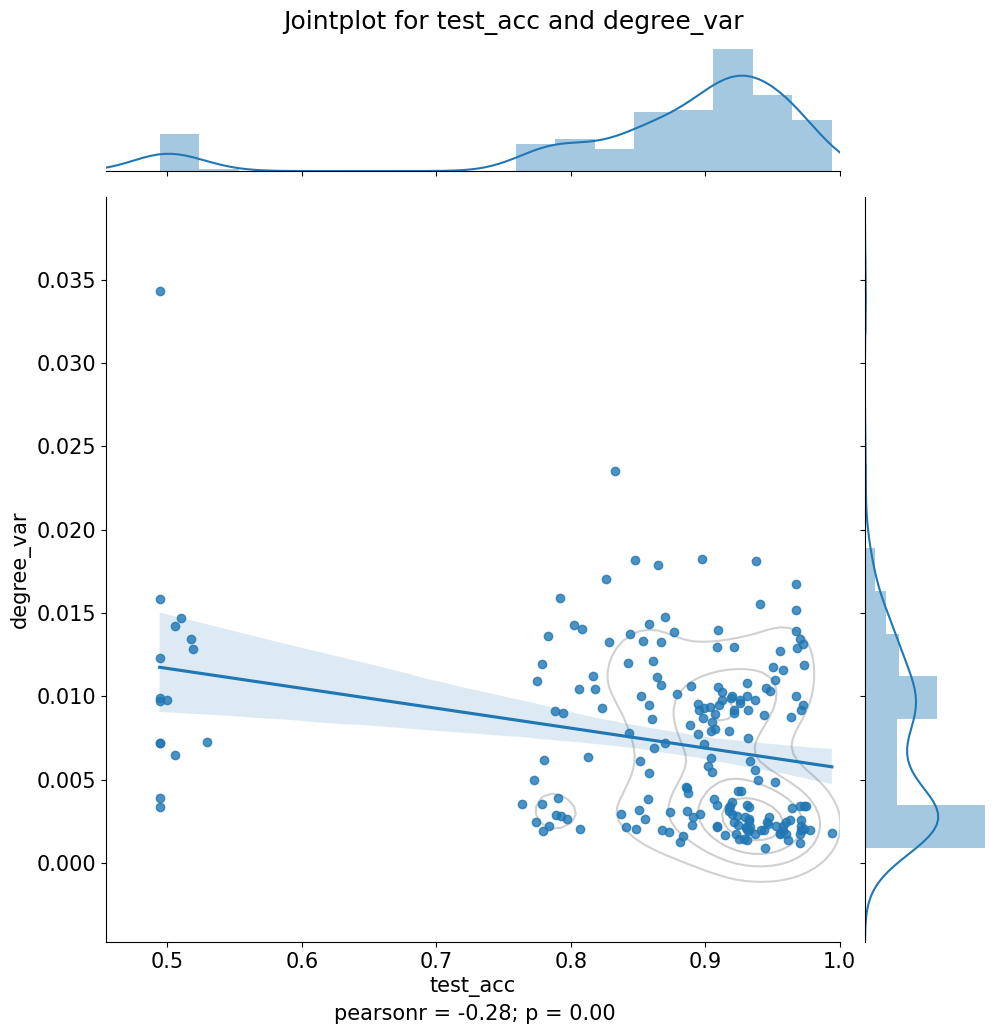 Jointplot for test_acc and degree_var
0.035
0.030
0.025
0.020
0.015
0.010
0.005
0.000
degree_var
0.5 0.6 0.7 0.8 0.9 1.0
test_acc
pearsonr = -0.28; p = 0.00